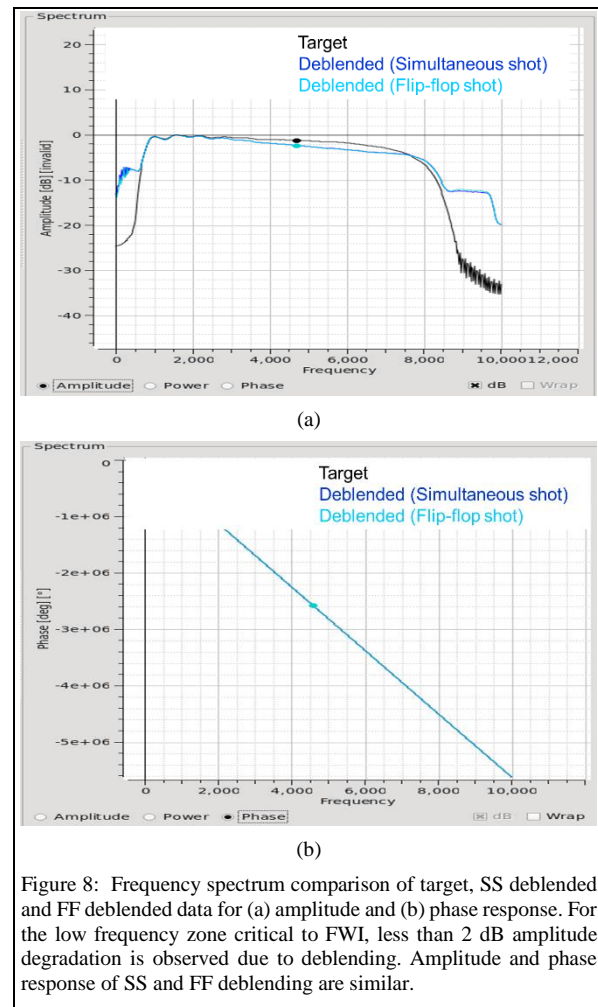 Spectrum
Target
Deblended (Simultaneous shot)
Deblended (Flip-flop shot)
Amplitude [dB] [invalid]
20
10
0
-10
-20
-30
-40
0 2,000 4,000 6,000 8,000 10,00012,000
Frequency
Amplitude Power Phase dB Wrap
(a)
Spectrum
Target
Deblended (Simultaneous shot)
Deblended (Flip-flop shot)
Phase [deg] [°]
0
-1e+06
-2e+06
-3e+06
-4e+06
-5e+06
0 2,000 4,000 6,000 8,000 10,000
Frequency
Amplitude Power Phase dB Wrap
(b)
Figure 8: Frequency spectrum comparison of target, SS deblended
and FF deblended data for (a) amplitude and (b) phase response. For
the low frequency zone critical to FWI, less than 2 dB amplitude
degradation is observed due to deblending. Amplitude and phase
response of SS and FF deblending are similar.